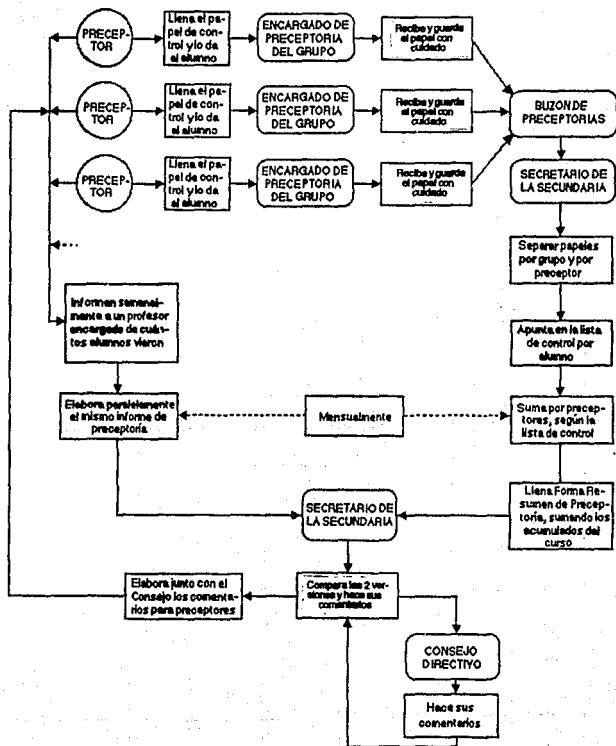 PRECEP-
TOR
Llena el pa-
pel de con-
trol y lo da
al alumno
ENCARGADO DE
PRECEPTORIA
DEL GRUPO
Recibe y guarda
el papel con
cuidado
PRECEP-
TOR
Llena el pa-
pel de con-
trol y lo da
al alumno
ENCARGADO DE
PRECEPTORIA
DEL GRUPO
Recibe y guarda
el papel con
cuidado
BUZON DE
PRECEPTORIAS
PRECEP-
TOR
Llena el pa-
pel de con-
trol y lo da
al alumno
ENCARGADO DE
PRECEPTORIA
DEL GRUPO
Recibe y guarda
el papel con
cuidado
SECRETARIO DE
LA SECUNDARIA
Separar papeles
por grupo y por
preceptor
Informen semanal-
mente a un profesor
encargado de cuán-
tos alumnos vieron
Apunta en la lista
de control por
alumno
Elabora paralelamente
el mismo informe de
preceptoría
Mensualmente
Suma por precep-
tores, según la
lista de control
SECRETARIO DE
LA SECUNDARIA
Llena Forma Re-
sumen de Precep-
toría, sumando los
acumulados del
curso
Elabora junto con el
Consejo los comenta-
rios para preceptores
Compara las 2 ver-
siones y hace sus
comentarios
CONSEJO
DIRECTIVO
Hace sus
comentarios